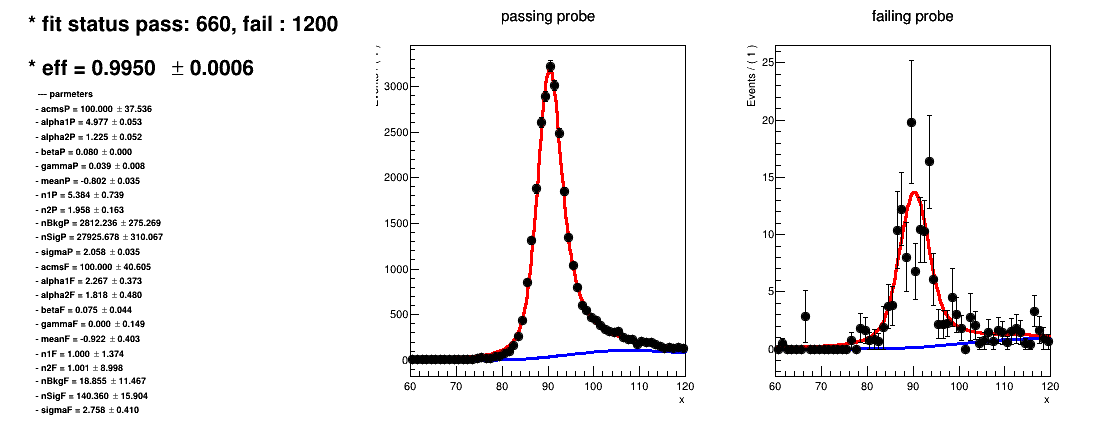 * fit status pass: 660, fail : 1200
* eff = 0.9950 ± 0.0006
--- parmeters
- acmsP = 100.000 ± 37.536
- alpha1P = 4.977 ± 0.053
- alpha2P = 1.225 ± 0.052
- betaP = 0.080 ± 0.000
- gammaP = 0.039 ± 0.008
- meanP = -0.802 ± 0.035
- n1P = 5.384 ± 0.739
- n2P = 1.958 ± 0.163
- nBkgP = 2812.236 ± 275.269
- nSigP = 27925.678 ± 310.067
- sigmaP = 2.058 ± 0.035
- acmsF = 100.000 ± 40.605
- alpha1F = 2.267 ± 0.373
- alpha2F = 1.818 ± 0.480
- betaF = 0.075 ± 0.044
- gammaF = 0.000 ± 0.149
- meanF = -0.922 ± 0.403
- n1F = 1.000 ± 1.374
- n2F = 1.001 ± 8.998
- nBkgF = 18.855 ± 11.467
- nSigF = 140.360 ± 15.904
- sigmaF = 2.758 ± 0.410
passing probe
3000
2500
2000
1500
1000
500
0
60 70 80 90 100 110 120
x
failing probe
Events / ( 1 )
25
20
15
10
5
0
60 70 80 90 100 110 120
x